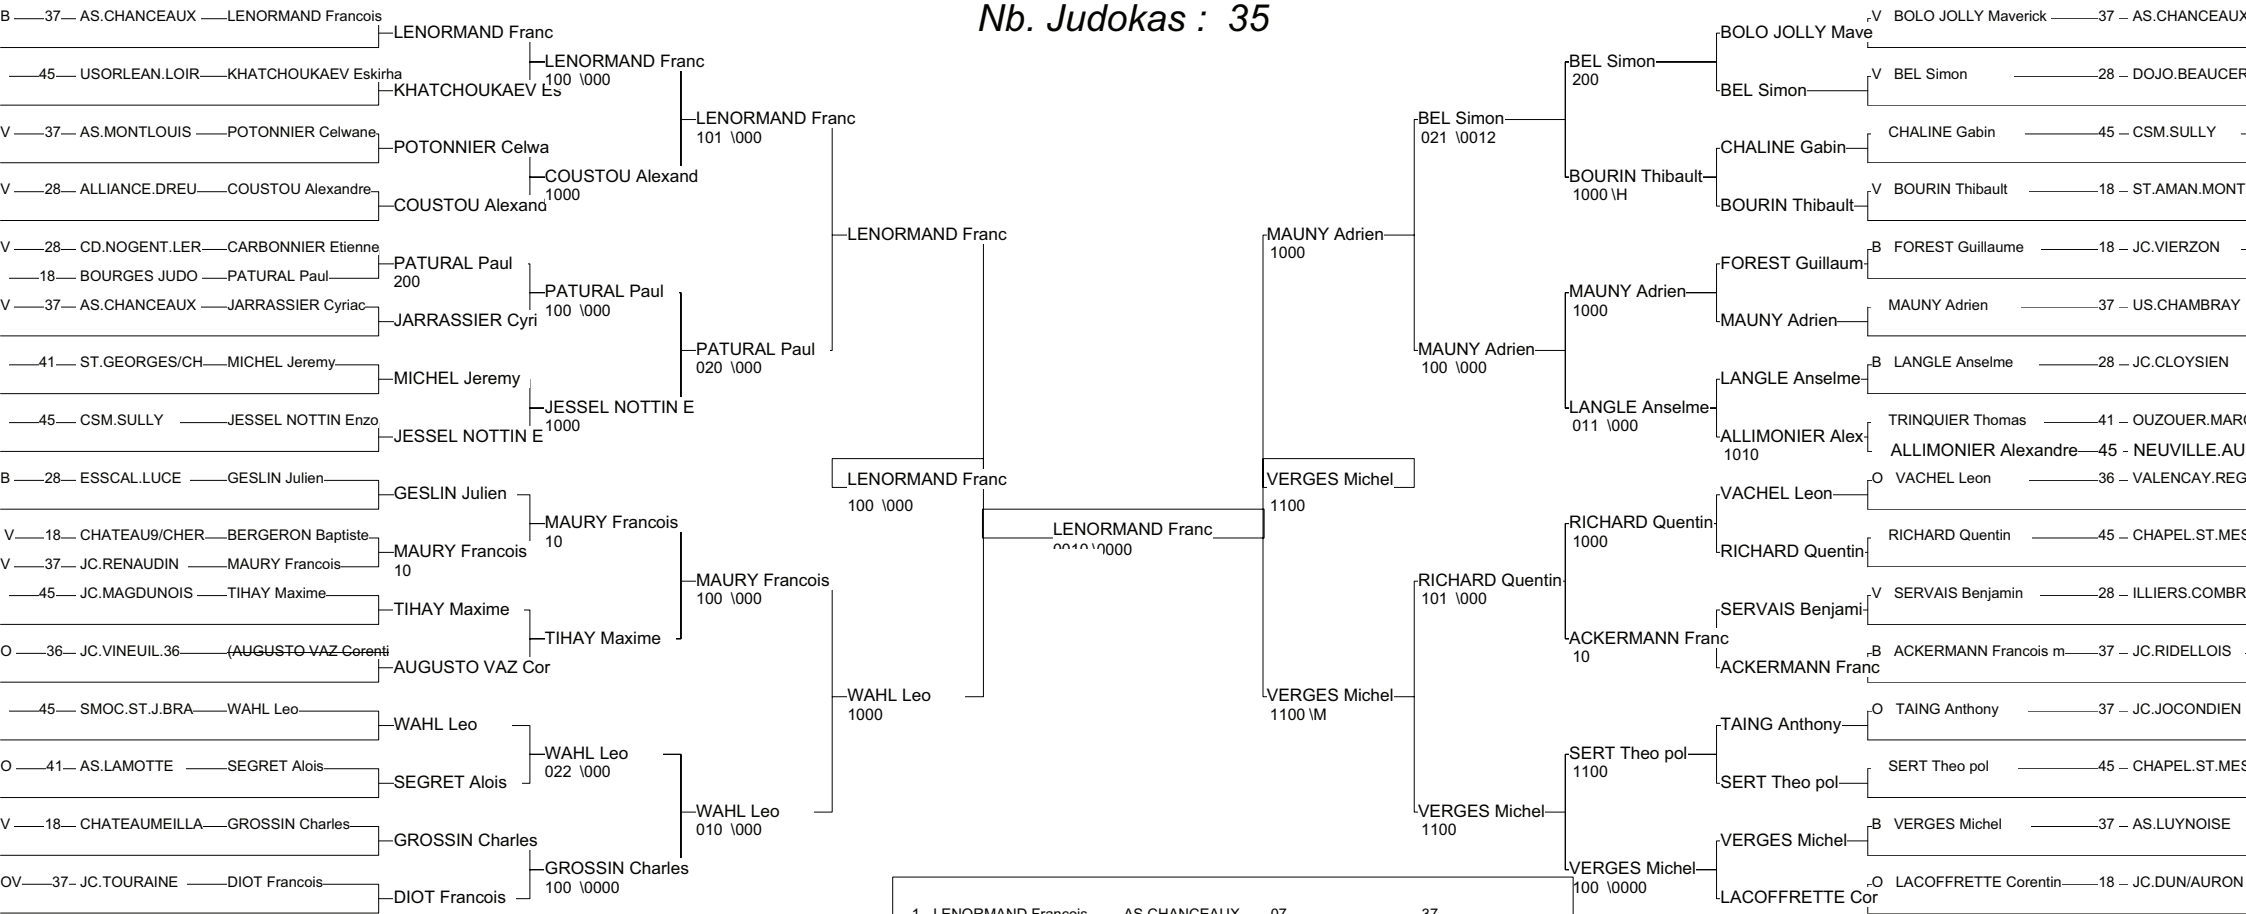 Nb. Judokas : 35
B 37 AS.CHANCEAUX LENORMAND Francois
45 USORLEAN.LOIR KHATCHOUKAEV Eskirha
V 37 AS.MONTLOUIS POTONNIER Celwane
V 28 ALLIANCE.DREU COUSTOU Alexandre
V 28 CD.NOGENT.LER CARBONNIER Etienne
18 BOURGES JUDO PATURAL Paul
V 37 AS.CHANCEAUX JARRASSIER Cyriac
41 ST.GEORGES/CH MICHEL Jeremy
45 CSM.SULLY JESSEL NOTTIN Enzo
B 28 ESSCAL.LUCE GESLIN Julien
V 18 CHATEAU9/CHER BERGERON Baptiste
V 37 JC.RENAUDIN MAURY Francois
45 JC.MAGDUNOIS TIHAY Maxime
O 36 JC.VINEUIL.36 (AUGUSTO VAZ Corenti
45 SMOC.ST.J.BRA WAHL Leo
O 41 AS.LAMOTTE SEGRET Alois
V 18 CHATEAUMEILLA GROSSIN Charles
OV 37 JC.TOURAINE DIOT Francois
LENORMAND Franc
KHATCHOUKAEV Es
POTONNIER Celwa
COUSTOU Alexand
PATURAL Paul
200
JARRASSIER Cyri
MICHEL Jeremy
JESSEL NOTTIN E
GESLIN Julien
MAURY Francois
10
TIHAY Maxime
AUGUSTO VAZ Cor
WAHL Leo
SEGRET Alois
GROSSIN Charles
DIOT Francois
LENORMAND Franc
100 \000
COUSTOU Alexand
1000
PATURAL Paul
100 \000
JESSEL NOTTIN E
1000
MAURY Francois
10
TIHAY Maxime
WAHL Leo
022 \000
GROSSIN Charles
100 \0000
LENORMAND Franc
101 \000
PATURAL Paul
020 \000
MAURY Francois
100 \000
WAHL Leo
010 \000
LENORMAND Franc
LENORMAND Franc
100 \000
WAHL Leo
1000
LENORMAND Franc
0010 \0000
MAUNY Adrien
1000
VERGES Michel
1100
VERGES Michel
1100 \M
BEL Simon
021 \0012
MAUNY Adrien
100 \000
RICHARD Quentin
101 \000
VERGES Michel
1100
BEL Simon
200
BOURIN Thibault
1000 \H
MAUNY Adrien
1000
LANGLE Anselme
011 \000
RICHARD Quentin
1000
ACKERMANN Franc
10
SERT Theo pol
1100
VERGES Michel
100 \0000
BOLO JOLLY Mave
BEL Simon
CHALINE Gabin
BOURIN Thibault
FOREST Guillaum
MAUNY Adrien
LANGLE Anselme
ALLIMONIER Alex
1010
VACHEL Leon
RICHARD Quentin
SERVAIS Benjami
ACKERMANN Franc
TAING Anthony
SERT Theo pol
VERGES Michel
LACOFFRETTE Cor
V BOLO JOLLY Maverick 37 – AS.CHANCEAUX
V BEL Simon 28 – DOJO.BEAUCER
CHALINE Gabin 45 – CSM.SULLY
V BOURIN Thibault 18 – ST.AMAN.MONT
B FOREST Guillaume 18 – JC.VIERZON
MAUNY Adrien 37 – US.CHAMBRAY
B LANGLE Anselme 28 – JC.CLOYSIEN
TRINQUIER Thomas 41 – OUZOUER.MARC
ALLIMONIER Alexandre 45 - NEUVILLE.AU
O VACHEL Leon 36 – VALENCAY.REG
RICHARD Quentin 45 – CHAPEL.ST.MES
V SERVAIS Benjamin 28 – ILLIERS.COMBR
B ACKERMANN Francois m 37 – JC.RIDELLOIS
O TAING Anthony 37 – JC.JOCONDIEN
SERT Theo pol 45 – CHAPEL.ST.MES
B VERGES Michel 37 – AS.LUYNOISE
O LACOFFRETTE Corentin 18 – JC.DUN/AURON
1 LENORMAND Francois AS.CHANCEAUX 07 37